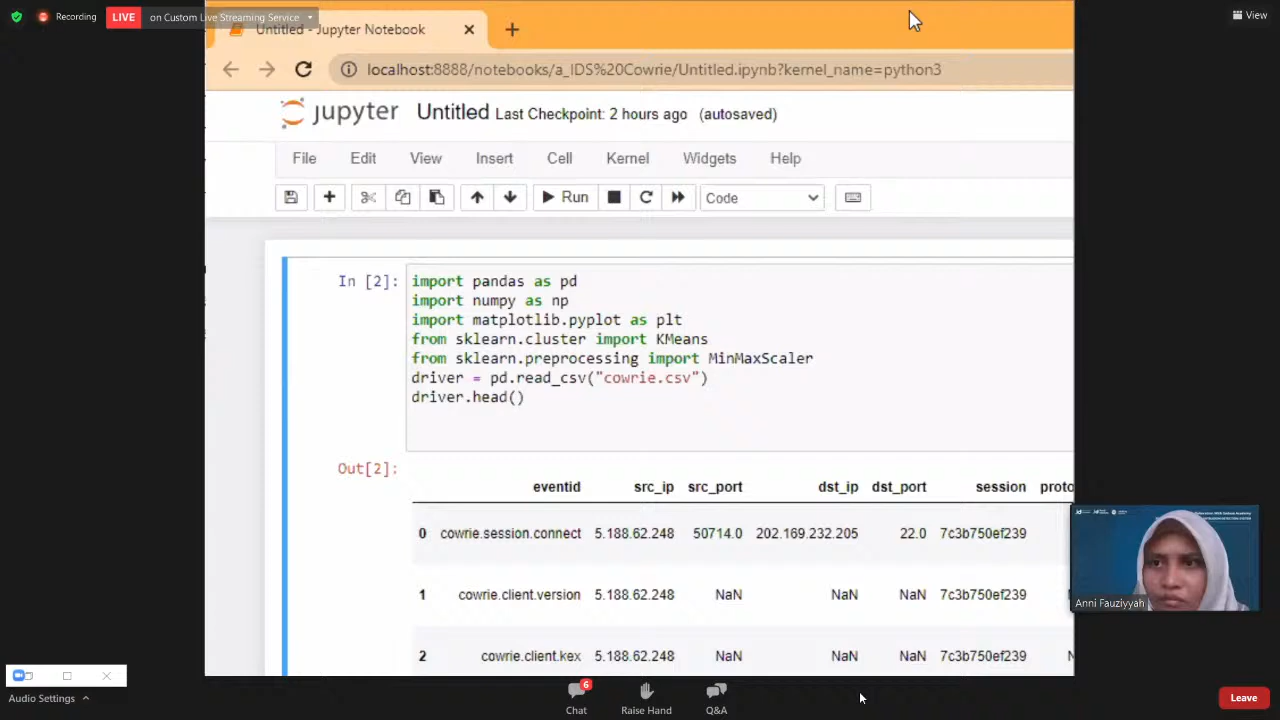 Recording
LIVE on Custom Live Streaming Service
View
Untitled - Jupyter Notebook
localhost:8888/notebooks/a_IDS%20Cowrie/Untitled.ipynb?kernel_name=python3
jupyter Untitled Last Checkpoint: 2 hours ago (autosaved)
File Edit View Insert Cell Kernel Widgets Help
Run Code
In [2]:
import pandas as pd
import numpy as np
import matplotlib.pyplot as plt
from sklearn.cluster import KMeans
from sklearn.preprocessing import MinMaxScaler
driver = pd.read_csv("cowrie.csv")
driver.head()
Out[2]:
eventid src_ip src_port dst_ip dst_port session proto
0 cowrie.session.connect 5.188.62.248 50714.0 202.169.232.205 22.0 7c3b750ef239
1 cowrie.client.version 5.188.62.248 NaN NaN NaN 7c3b750ef239
2 cowrie.client.kex 5.188.62.248 NaN NaN NaN 7c3b750ef239 N
Anni Fauziyyah
Audio Settings
6
Chat Raise Hand Q&A
Leave